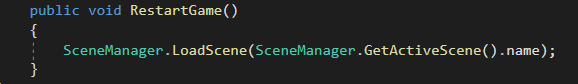 public void RestartGame()
{
SceneManager.LoadScene(SceneManager.GetActiveScene().name);
}